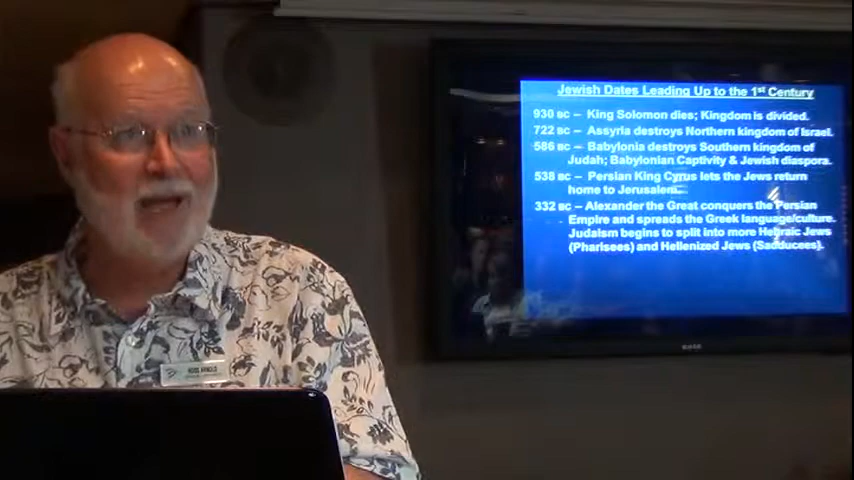 Jewish Dates Leading Up to the 1st Century
930 BC – King Solomon dies; Kingdom is divided.
722 BC – Assyria destroys Northern kingdom of Israel.
586 BC – Babylonia destroys Southern kingdom of
Judah; Babylonian Captivity & Jewish diaspora.
538 BC – Persian King Cyrus lets the Jews return
home to Jerusalem.
332 BC – Alexander the Great conquers the Persian
Empire and spreads the Greek language/culture.
Judaism begins to split into more Hebraic Jews
(Pharisees) and Hellenized Jews (Sadducees).
RUSS ARNOLD